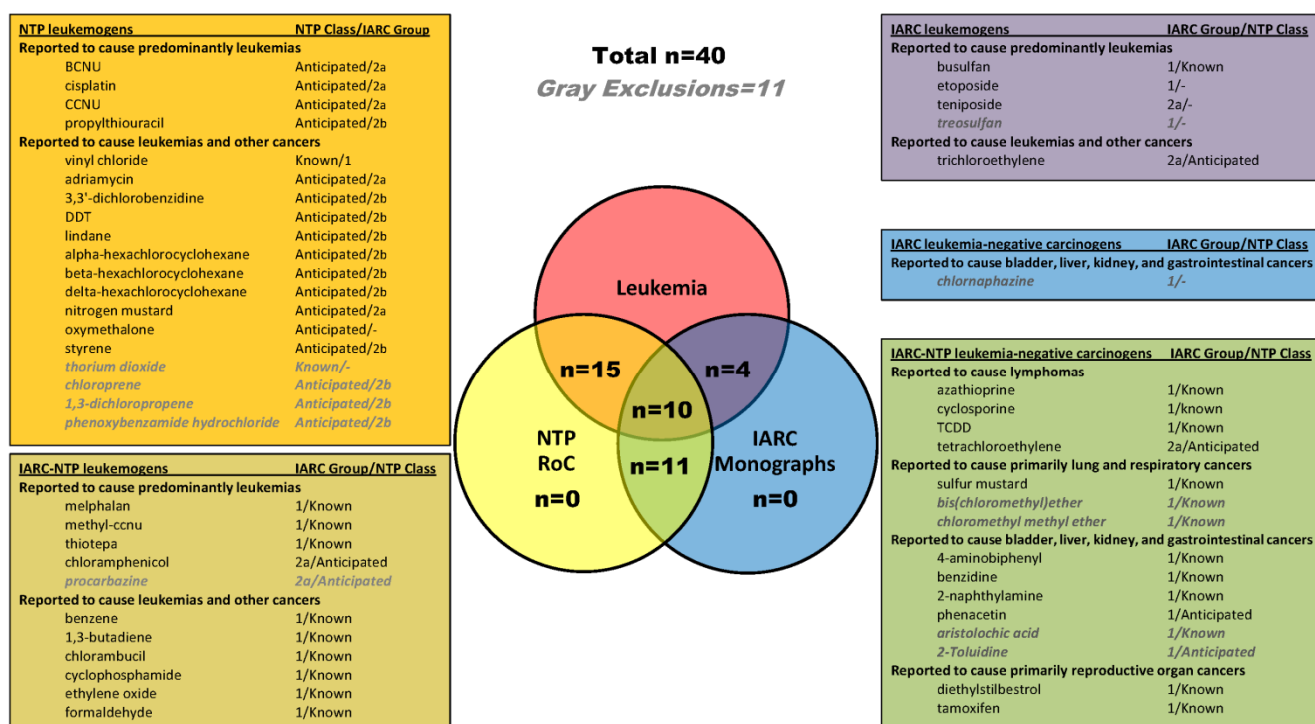 NTP leukemogens NTP Class/IARC Group
Reported to cause predominantly leukemias
BCNU Anticipated/2a
cisplatin Anticipated/2a
CCNU Anticipated/2a
propylthiouracil Anticipated/2b
Reported to cause leukemias and other cancers
vinyl chloride Known/1
adriamycin Anticipated/2a
3,3'-dichlorobenzidine Anticipated/2b
DDT Anticipated/2b
lindane Anticipated/2b
alpha-hexachlorocyclohexane Anticipated/2b
beta-hexachlorocyclohexane Anticipated/2b
delta-hexachlorocyclohexane Anticipated/2b
nitrogen mustard Anticipated/2a
oxymethalone Anticipated/-
styrene Anticipated/2b
thorium dioxide Known/-
chloroprene Anticipated/2b
1,3-dichloropropene Anticipated/2b
phenoxybenzamide hydrochloride Anticipated/2b
IARC-NTP leukemogens IARC Group/NTP Class
Reported to cause predominantly leukemias
melphalan 1/Known
methyl-ccnu 1/Known
thiotepa 1/Known
chloramphenicol 2a/Anticipated
procarbazine 2a/Anticipated
Reported to cause leukemias and other cancers
benzene 1/Known
1,3-butadiene 1/Known
chlorambucil 1/Known
cyclophosphamide 1/Known
ethylene oxide 1/Known
formaldehyde 1/Known
Total n=40
Gray Exclusions=11
Leukemia
n=15
n=4
n=10
NTP
RoC
n=0
n=11
IARC
Monographs
n=0
IARC leukemogens IARC Group/NTP Class
Reported to cause predominantly leukemias
busulfan 1/Known
etoposide 1/-
teniposide 2a/-
treosulfan 1/-
Reported to cause leukemias and other cancers
trichloroethylene 2a/Anticipated
IARC leukemia-negative carcinogens IARC Group/NTP Class
Reported to cause bladder, liver, kidney, and gastrointestinal cancers
chlornaphazine 1/-
IARC-NTP leukemia-negative carcinogens IARC Group/NTP Class
Reported to cause lymphomas
azathioprine 1/Known
cyclosporine 1/known
TCDD 1/Known
tetrachloroethylene 2a/Anticipated
Reported to cause primarily lung and respiratory cancers
sulfur mustard 1/Known
bis(chloromethyl)ether 1/Known
chloromethyl methyl ether 1/Known
Reported to cause bladder, liver, kidney, and gastrointestinal cancers
4-aminobiphenyl 1/Known
benzidine 1/Known
2-naphthylamine 1/Known
phenacetin 1/Anticipated
aristolochic acid 1/Known
2-Toluidine 1/Anticipated
Reported to cause primarily reproductive organ cancers
diethylstilbestrol 1/Known
tamoxifen 1/Known